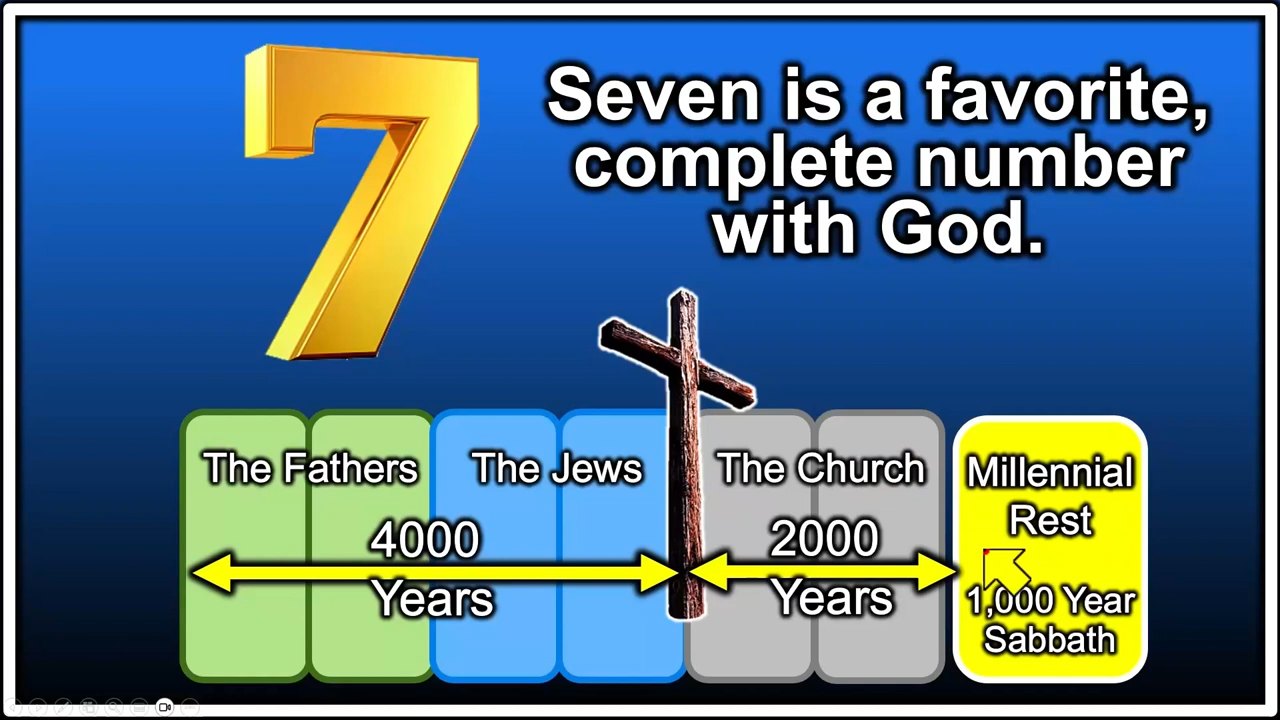 7
Seven is a favorite,
complete number
with God.
The Fathers
The Jews
The Church
Millennial
Rest
4000
Years
2000
Years
1,000 Year
Sabbath